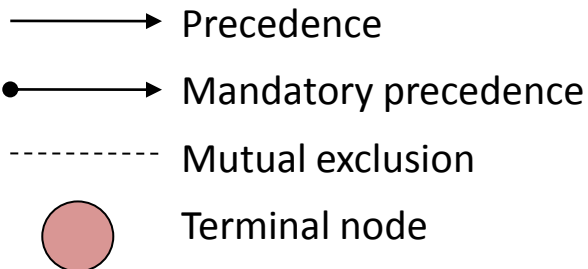 Precedence
Mandatory precedence
Mutual exclusion
Terminal node